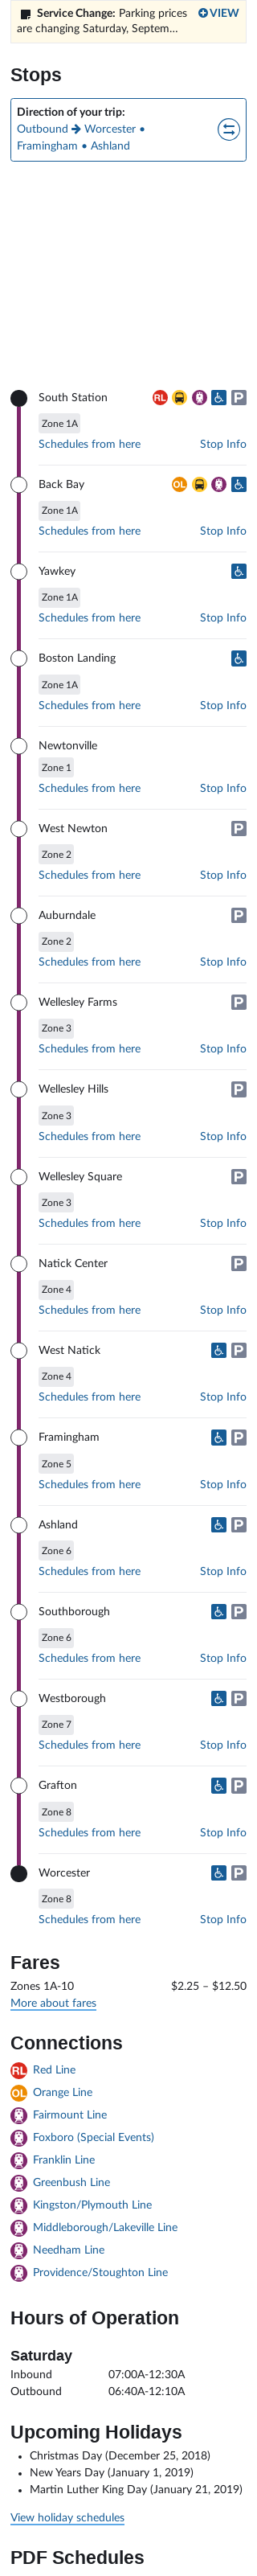 Service Change: Parking prices VIEW
are changing Saturday, Septem...
Stops
Direction of your trip:
Outbound → Worcester •
Framingham • Ashland
South Station RL P
Zone 1A
Schedules from here Stop Info
Back Bay OL
Zone 1A
Schedules from here Stop Info
Yawkey
Zone 1A
Schedules from here Stop Info
Boston Landing
Zone 1A
Schedules from here Stop Info
Newtonville
Zone 1
Schedules from here Stop Info
West Newton P
Zone 2
Schedules from here Stop Info
Auburndale P
Zone 2
Schedules from here Stop Info
Wellesley Farms P
Zone 3
Schedules from here Stop Info
Wellesley Hills P
Zone 3
Schedules from here Stop Info
Wellesley Square P
Zone 3
Schedules from here Stop Info
Natick Center P
Zone 4
Schedules from here Stop Info
West Natick P
Zone 4
Schedules from here Stop Info
Framingham P
Zone 5
Schedules from here Stop Info
Ashland P
Zone 6
Schedules from here Stop Info
Southborough P
Zone 6
Schedules from here Stop Info
Westborough P
Zone 7
Schedules from here Stop Info
Grafton P
Zone 8
Schedules from here Stop Info
Worcester P
Zone 8
Schedules from here Stop Info
Fares
Zones 1A-10 $2.25 – $12.50
More about fares
Connections
RL Red Line
OL Orange Line
Fairmount Line
Foxboro (Special Events)
Franklin Line
Greenbush Line
Kingston/Plymouth Line
Middleborough/Lakeville Line
Needham Line
Providence/Stoughton Line
Hours of Operation
Saturday
Inbound 07:00A-12:30A
Outbound 06:40A-12:10A
Upcoming Holidays
• Christmas Day (December 25, 2018)
• New Years Day (January 1, 2019)
• Martin Luther King Day (January 21, 2019)
View holiday schedules
PDF Schedules